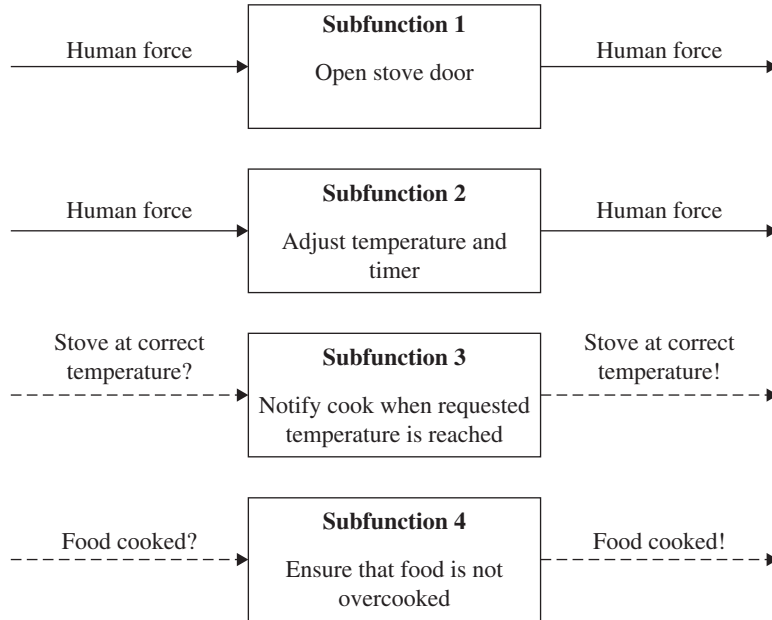 Subfunction 1
Human force
Open stove door
Human force
Subfunction 2
Human force
Adjust temperature and
timer
Human force
Stove at correct
temperature?
Subfunction 3
Notify cook when requested
temperature is reached
Stove at correct
temperature!
Subfunction 4
Food cooked?
Ensure that food is not
overcooked
Food cooked!